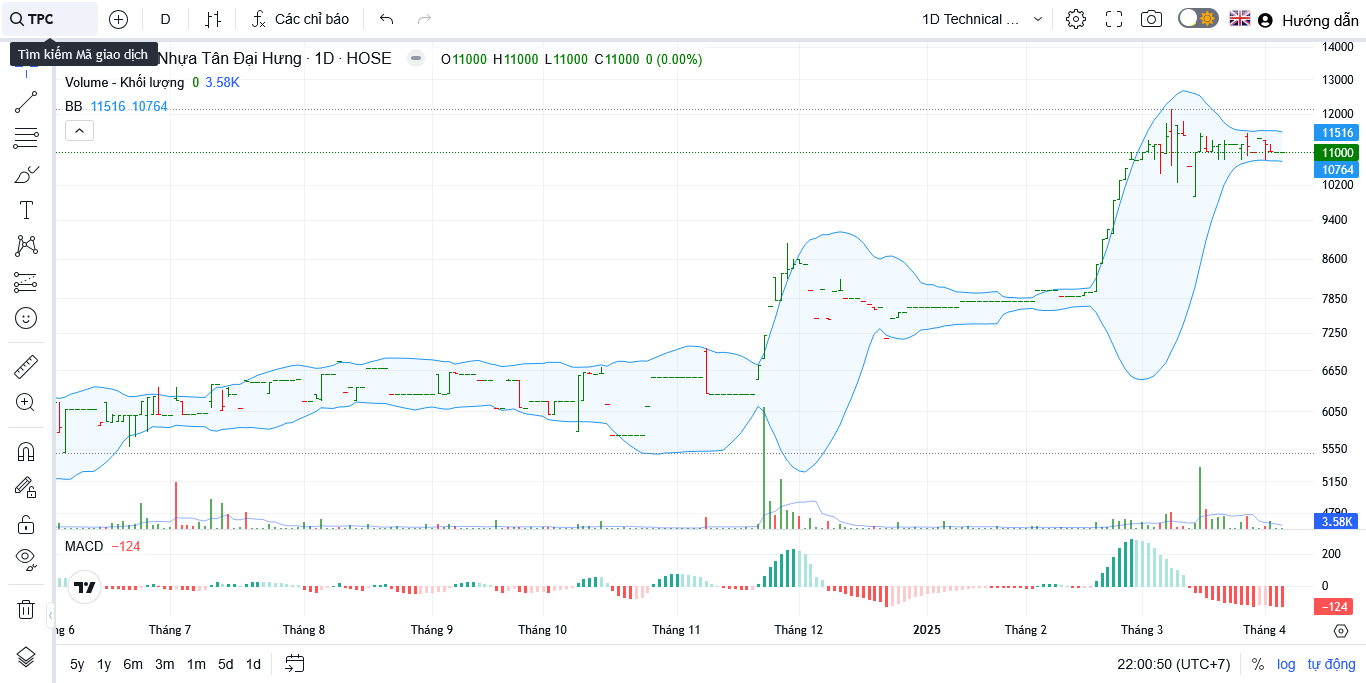 TPC D Các chỉ báo 1D Technical ... Hướng dẫn
Tìm kiếm Mã giao dịch
Nhựa Tân Đại Hưng · 1D · HOSE O11000 H11000 L11000 C11000 0 (0.00%)
Volume - Khối lượng 0 3.58K
BB 11516 10764
14000
13000
12000
11516
11000
10764
10200
9400
8600
7850
7250
6650
6050
5550
5150
4790
3.58K
MACD −124
200
0
−124
ng 6 Tháng 7 Tháng 8 Tháng 9 Tháng 10 Tháng 11 Tháng 12 2025 Tháng 2 Tháng 3 Tháng 4
5y 1y 6m 3m 1m 5d 1d 22:00:50 (UTC+7) % log tự động